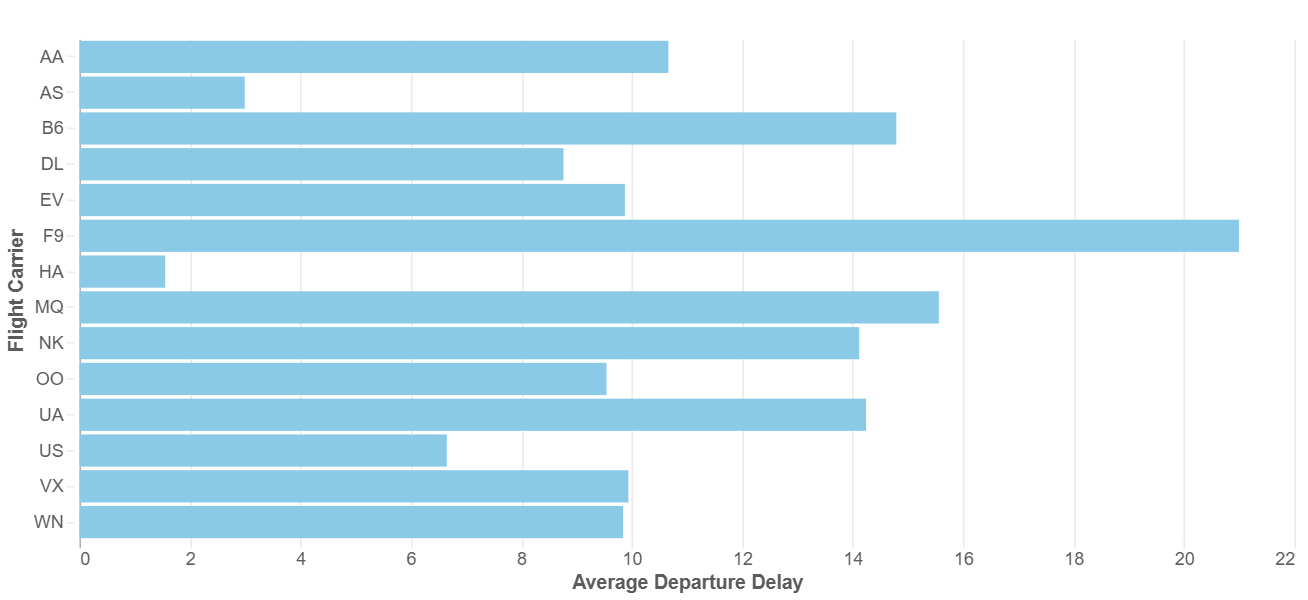 Flight Carrier
AA
AS
B6
DL
EV
F9
HA
MQ
NK
OO
UA
US
VX
WN
0 2 4 6 8 10 12 14 16 18 20 22
Average Departure Delay